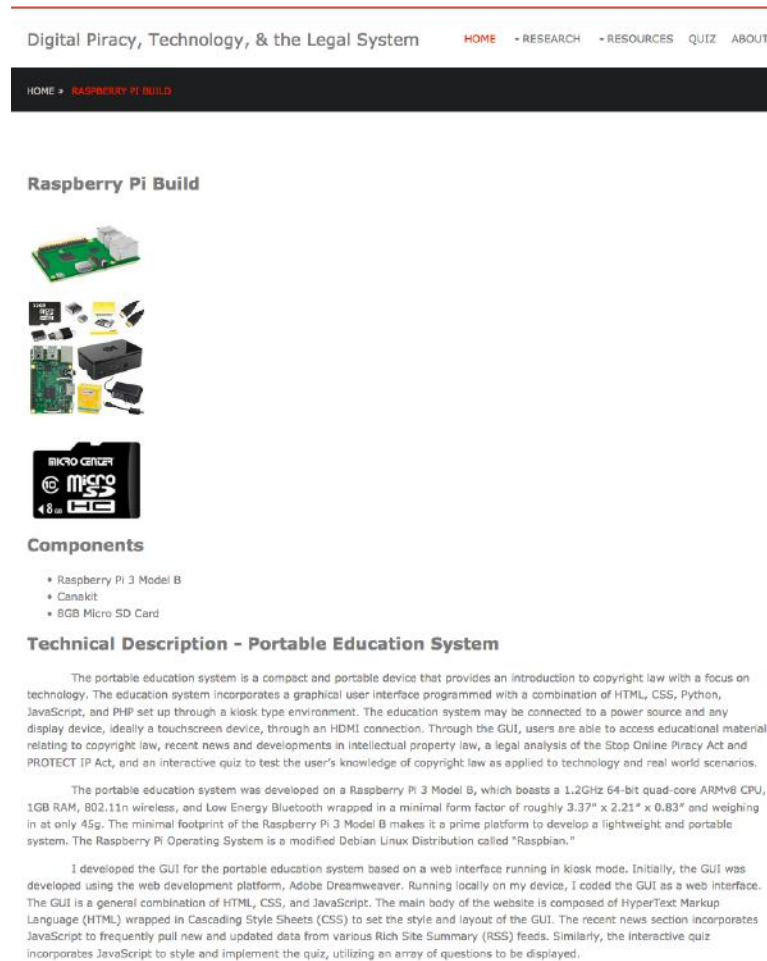 Digital Piracy, Technology, & the Legal System
HOME
RESEARCH
RESOURCES
QUIZ
ABOUT
HOME » RASPBERRY PI BUILD
Raspberry Pi Build
MICRO CENTER
10 micro
SD
8 GB HC
Components
• Raspberry Pi 3 Model B
• Canakit
• 8GB Micro SD Card
Technical Description - Portable Education System
The portable education system is a compact and portable device that provides an introduction to copyright law with a focus on
technology. The education system incorporates a graphical user interface programmed with a combination of HTML, CSS, Python,
JavaScript, and PHP set up through a kiosk type environment. The education system may be connected to a power source and any
display device, ideally a touchscreen device, through an HDMI connection. Through the GUI, users are able to access educational material
relating to copyright law, recent news and developments in intellectual property law, a legal analysis of the Stop Online Piracy Act and
PROTECT IP Act, and an interactive quiz to test the user's knowledge of copyright law as applied to technology and real world scenarios.
The portable education system was developed on a Raspberry Pi 3 Model B, which boasts a 1.2GHz 64-bit quad-core ARMv8 CPU,
1GB RAM, 802.11n wireless, and Low Energy Bluetooth wrapped in a minimal form factor of roughly 3.37" x 2.21" x 0.83" and weighing
in at only 45g. The minimal footprint of the Raspberry Pi 3 Model B makes it a prime platform to develop a lightweight and portable
system. The Raspberry Pi Operating System is a modified Debian Linux Distribution called "Raspbian."
I developed the GUI for the portable education system based on a web interface running in kiosk mode. Initially, the GUI was
developed using the web development platform, Adobe Dreamweaver. Running locally on my device, I coded the GUI as a web interface.
The GUI is a general combination of HTML, CSS, and JavaScript. The main body of the website is composed of HyperText Markup
Language (HTML) wrapped in Cascading Style Sheets (CSS) to set the style and layout of the GUI. The recent news section incorporates
JavaScript to frequently pull new and updated data from various Rich Site Summary (RSS) feeds. Similarly, the interactive quiz
incorporates JavaScript to style and implement the quiz, utilizing an array of questions to be displayed.